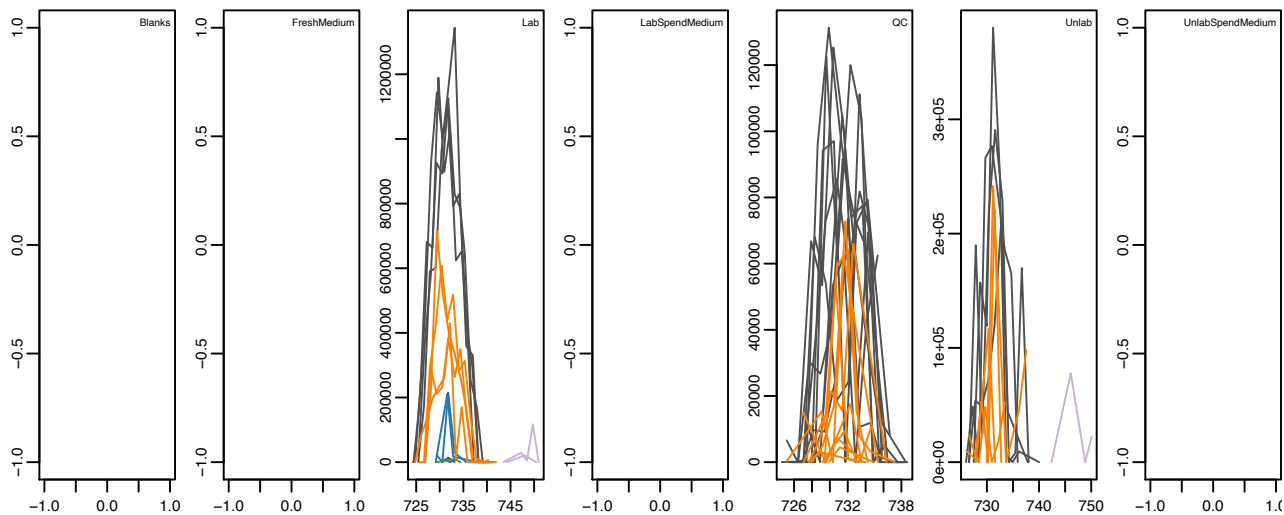 Blanks
1.0
0.5
0.0
−0.5
−1.0
−1.0 0.0 1.0
FreshMedium
1.0
0.5
0.0
−0.5
−1.0
−1.0 0.0 1.0
Lab
1200000
800000
600000
400000
200000
0
725 735 745
LabSpendMedium
1.0
0.5
0.0
−0.5
−1.0
−1.0 0.0 1.0
QC
120000
100000
80000
60000
40000
20000
0
726 732 738
Unlab
3e+05
2e+05
1e+05
0e+00
730 740 750
UnlabSpendMedium
1.0
0.5
0.0
−0.5
−1.0
−1.0 0.0 1.0